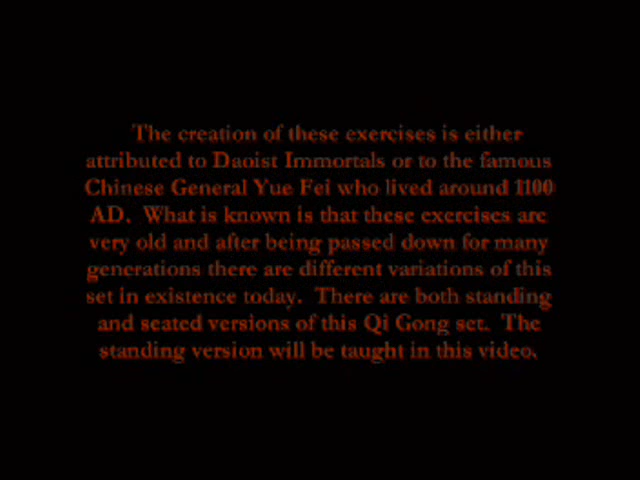 The creation of these exercises is either
attributed to Daoist Immortals or to the famous
Chinese General Yue Fei who lived around 1100
AD.  What is known is that these exercises are
very old and after being passed down for many
generations there are different variations of this
set in existence today.  There are both standing
and seated versions of this Qi Gong set.  The
standing version will be taught in this video.